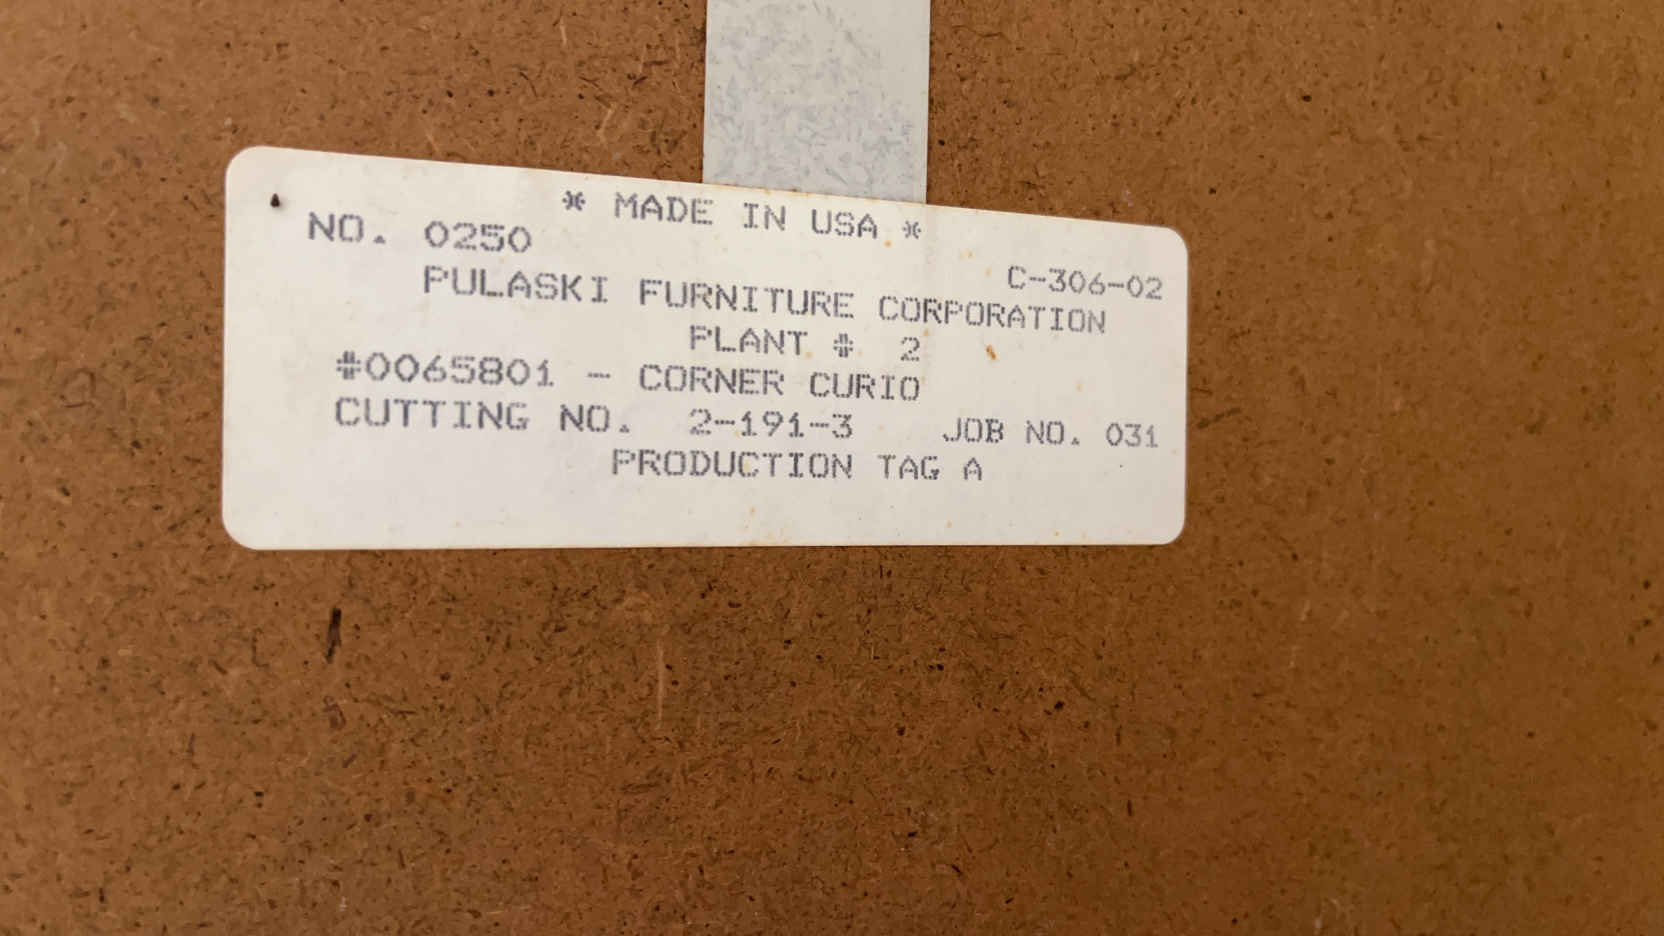 * MADE IN USA *
NO. 0250
C-306-02
PULASKI FURNITURE CORPORATION
PLANT # 2
#0065801 - CORNER CURIO
CUTTING NO. 2-191-3 JOB NO. 031
PRODUCTION TAG A